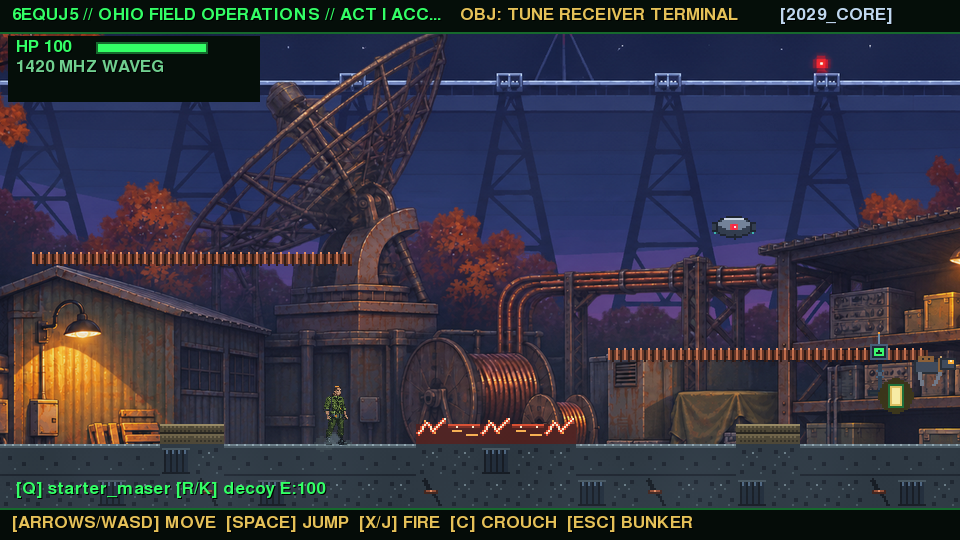 6EQUJ5 // OHIO FIELD OPERATIONS // ACT I ACC... OBJ: TUNE RECEIVER TERMINAL [2029_CORE]
HP 100
1420 MHZ WAVEG
[Q] starter_maser [R/K] decoy E:100
[ARROWS/WASD] MOVE [SPACE] JUMP [X/J] FIRE [C] CROUCH [ESC] BUNKER